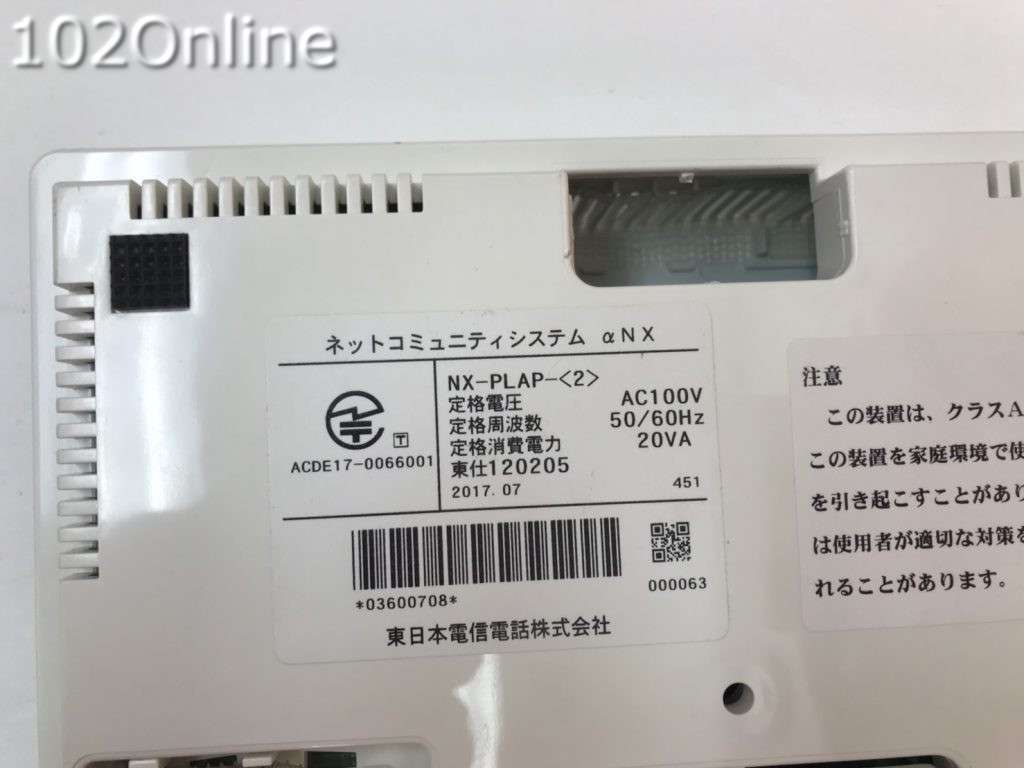 102Online
ネットコミュニティシステム αNX
NX-PLAP-<2>
定格電圧 AC100V
定格周波数 50/60Hz
定格消費電力 20VA
東仕120205
2017.07 451
T
ACDE17-0066001
*03600708*
000063
東日本電信電話株式会社
注意
この装置は、クラスA
この装置を家庭環境で使
を引き起こすことがあり
は使用者が適切な対策を
れることがあります。